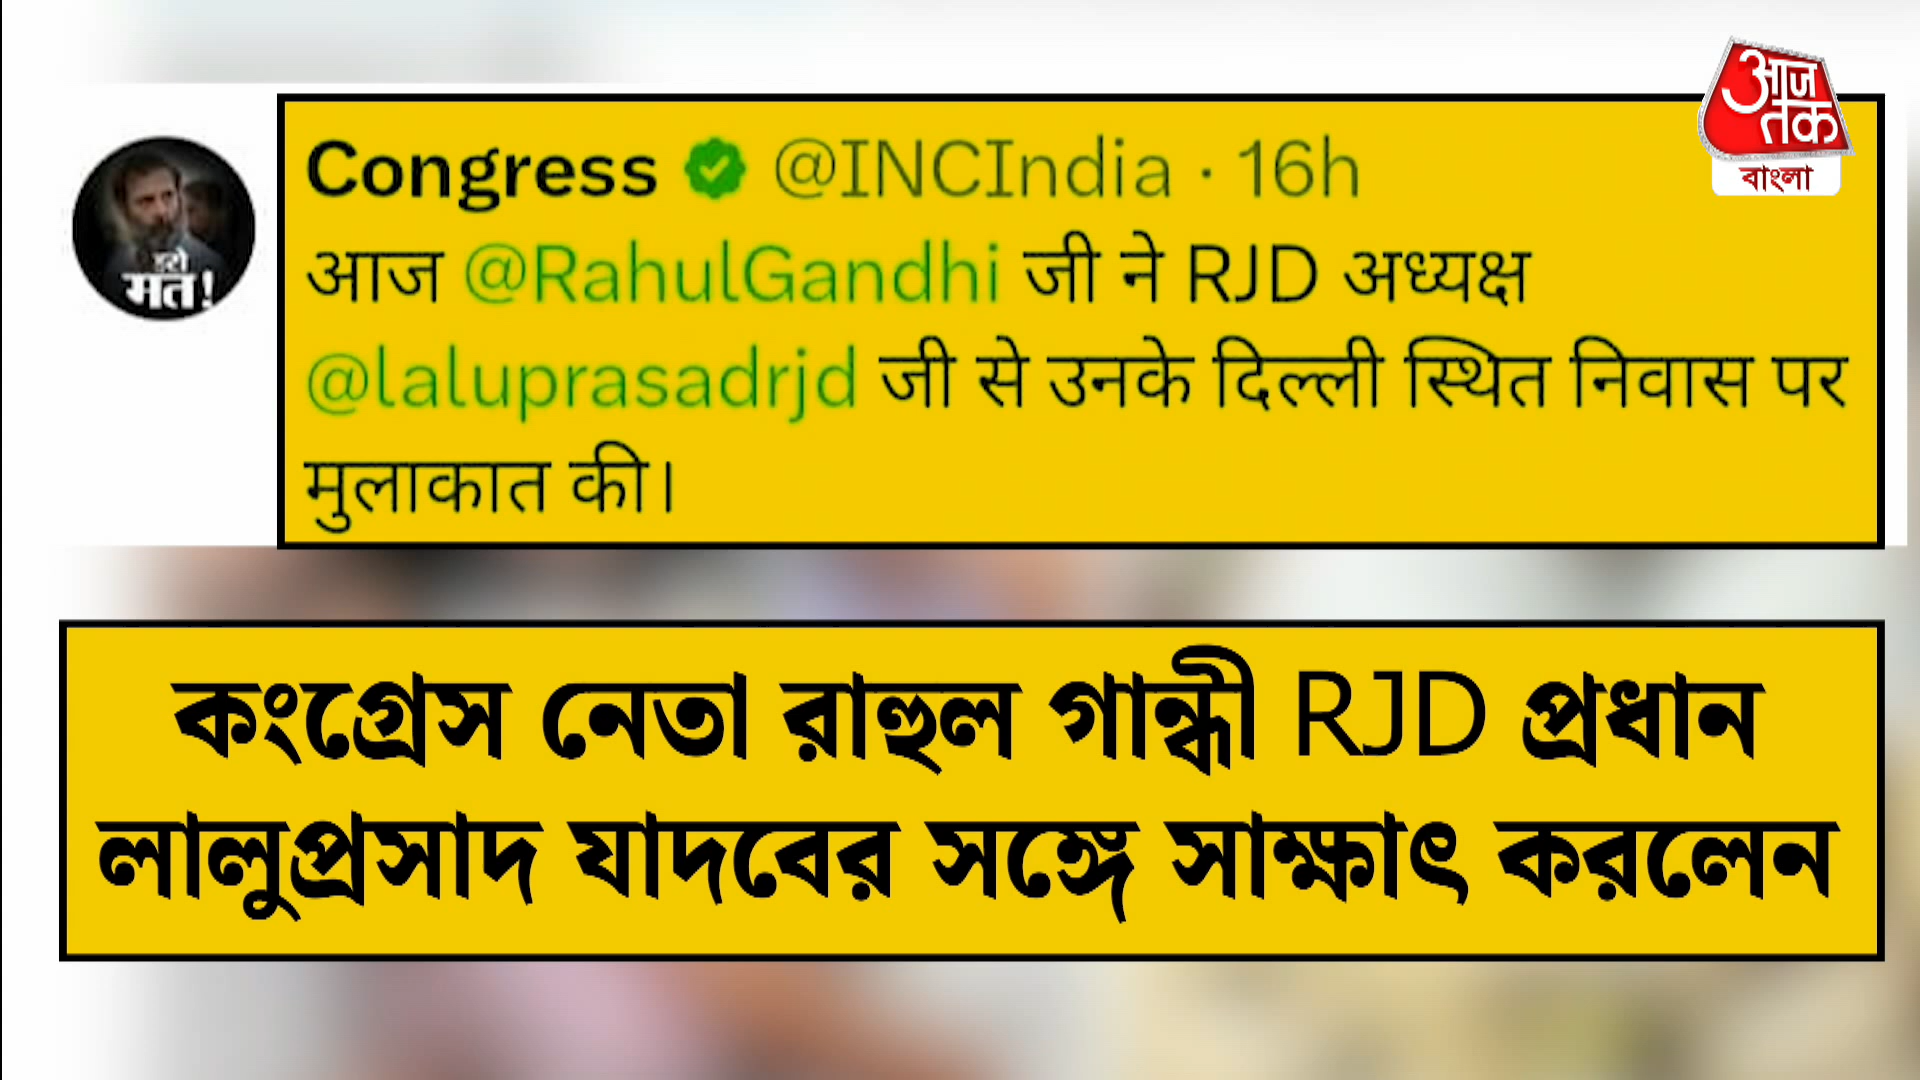 आज
तक
বাংলা
Congress @INCIndia · 16h
आज @RahulGandhi जी ने RJD अध्यक्ष
@laluprasadrjd जी से उनके दिल्ली स्थित निवास पर
मुलाकात की।
डरो
मत!
কংগ্রেস নেতা রাহুল গান্ধী RJD প্রধান
লালুপ্রসাদ যাদবের সঙ্গে সাক্ষাৎ করলেন